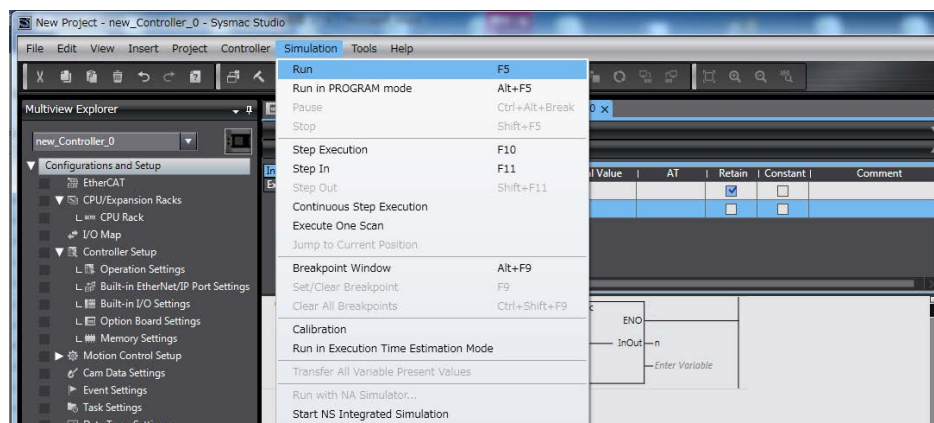 New Project - new_Controller_0 - Sysmac Studio
File Edit View Insert Project Controller Simulation Tools Help
Run F5
Run in PROGRAM mode Alt+F5
Pause Ctrl+Alt+Break
Stop Shift+F5
Step Execution F10
Step In F11
Step Out Shift+F11
Continuous Step Execution
Execute One Scan
Jump to Current Position
Breakpoint Window Alt+F9
Set/Clear Breakpoint F9
Clear All Breakpoints Ctrl+Shift+F9
Calibration
Run in Execution Time Estimation Mode
Transfer All Variable Present Values
Run with NA Simulator...
Start NS Integrated Simulation
Multiview Explorer
new_Controller_0
Configurations and Setup
EtherCAT
CPU/Expansion Racks
CPU Rack
I/O Map
Controller Setup
Operation Settings
Built-in EtherNet/IP Port Settings
Built-in I/O Settings
Option Board Settings
Memory Settings
Motion Control Setup
Cam Data Settings
Event Settings
Task Settings
Value | AT | Retain | Constant | Comment
ENO
InOut n
Enter Variable